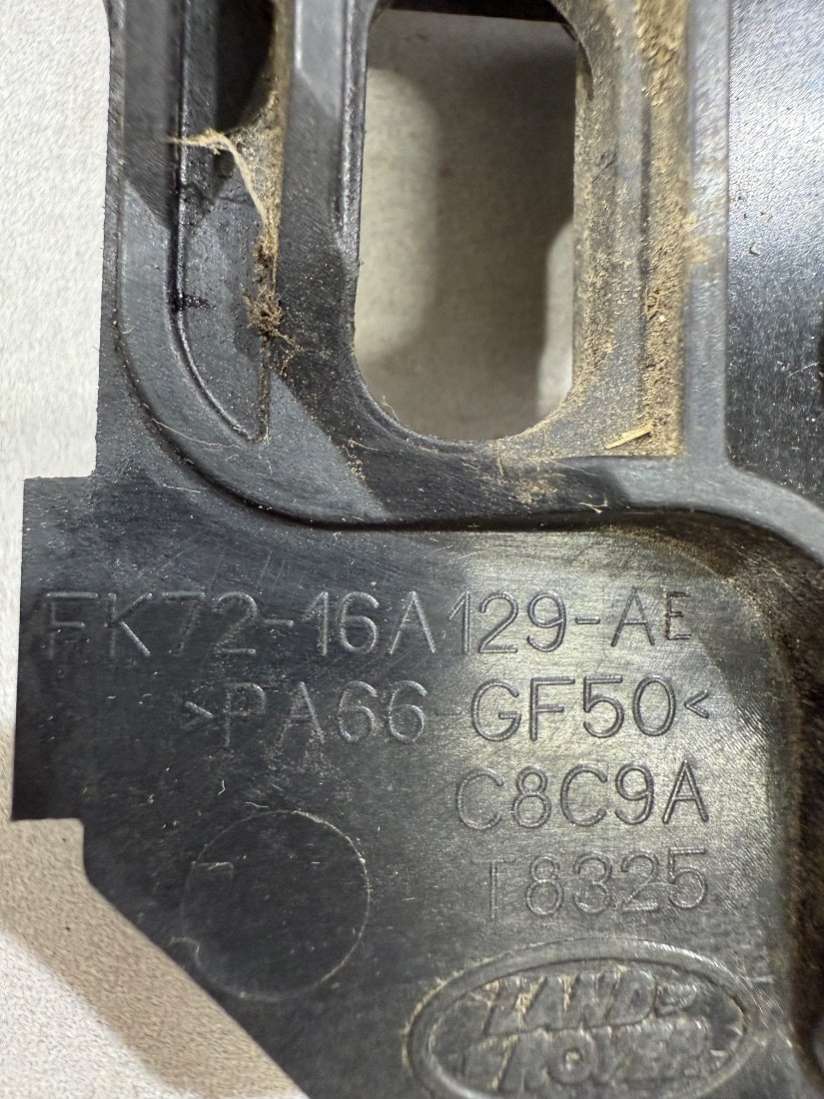 FK72-16A129-AE
>PA66-GF50<
C8C9A
T8325
LAND-
ROVER